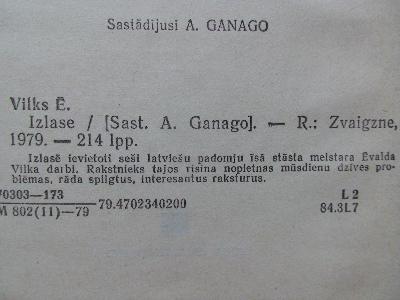 Sastādījusi A. GANAGO
Vilks Ē.
Izlase / [Sast. A. Ganago]. — R.: Zvaigzne,
1979. — 214 lpp.
Izlasē ievietoti seši latviešu padomju īsā stāsta meistara Ēvalda
Vilka darbi. Rakstnieks tajos risina nopietnas mūsdienu dzīves pro-
blēmas, rāda spilgtus, interesantus raksturus.
70303—173
M 802(11)—79
—79.4702340200
L 2
84.3L7